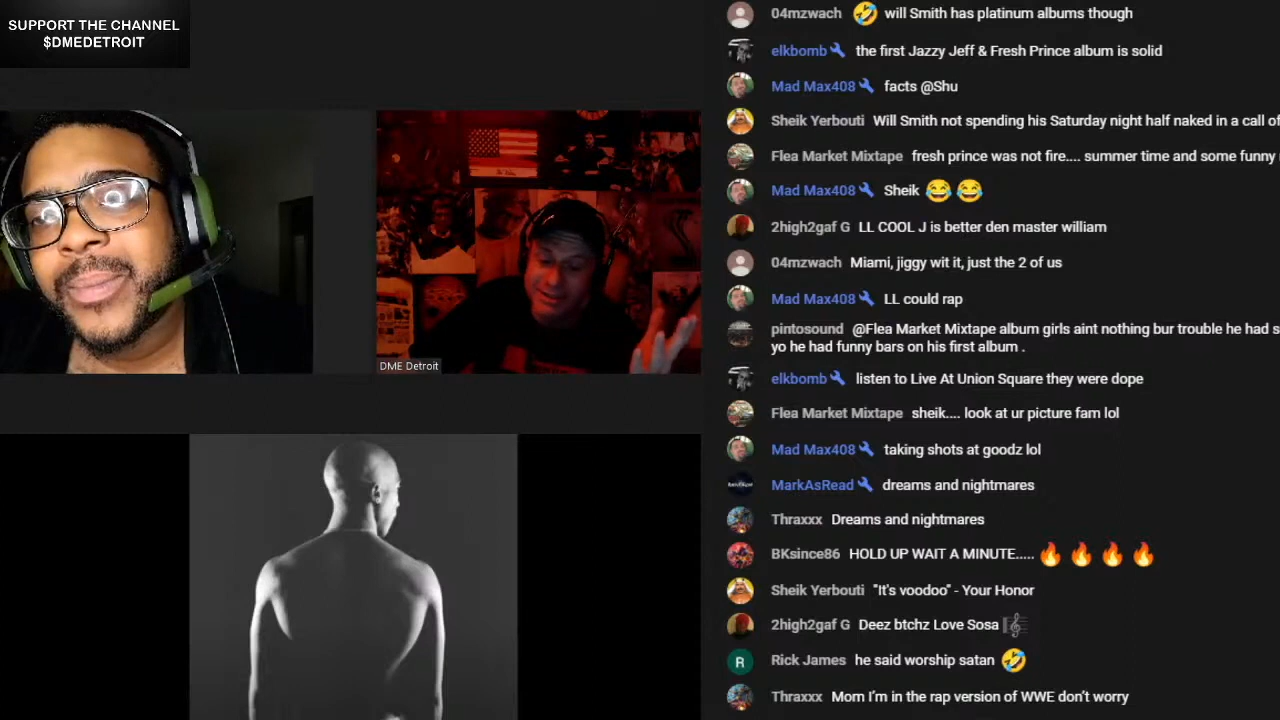 SUPPORT THE CHANNEL
$DMEDETROIT
DME Detroit
04mzwach 🤣 will Smith has platinum albums though
elkbomb the first Jazzy Jeff & Fresh Prince album is solid
Mad Max408 facts @Shu
Sheik Yerbouti Will Smith not spending his Saturday night half naked in a call of
Flea Market Mixtape fresh prince was not fire.... summer time and some funny
Mad Max408 Sheik 😂 😂
2high2gaf G LL COOL J is better den master william
04mzwach Miami, jiggy wit it, just the 2 of us
Mad Max408 LL could rap
pintosound @Flea Market Mixtape album girls aint nothing bur trouble he had s
yo he had funny bars on his first album .
elkbomb listen to Live At Union Square they were dope
Flea Market Mixtape sheik.... look at ur picture fam lol
Mad Max408 taking shots at goodz lol
MarkAsRead dreams and nightmares
Thraxxx Dreams and nightmares
BKsince86 HOLD UP WAIT A MINUTE..... 🔥 🔥 🔥 🔥
Sheik Yerbouti "It's voodoo" - Your Honor
2high2gaf G Deez btchz Love Sosa 🎼
R Rick James he said worship satan 🤣
Thraxxx Mom I'm in the rap version of WWE don't worry